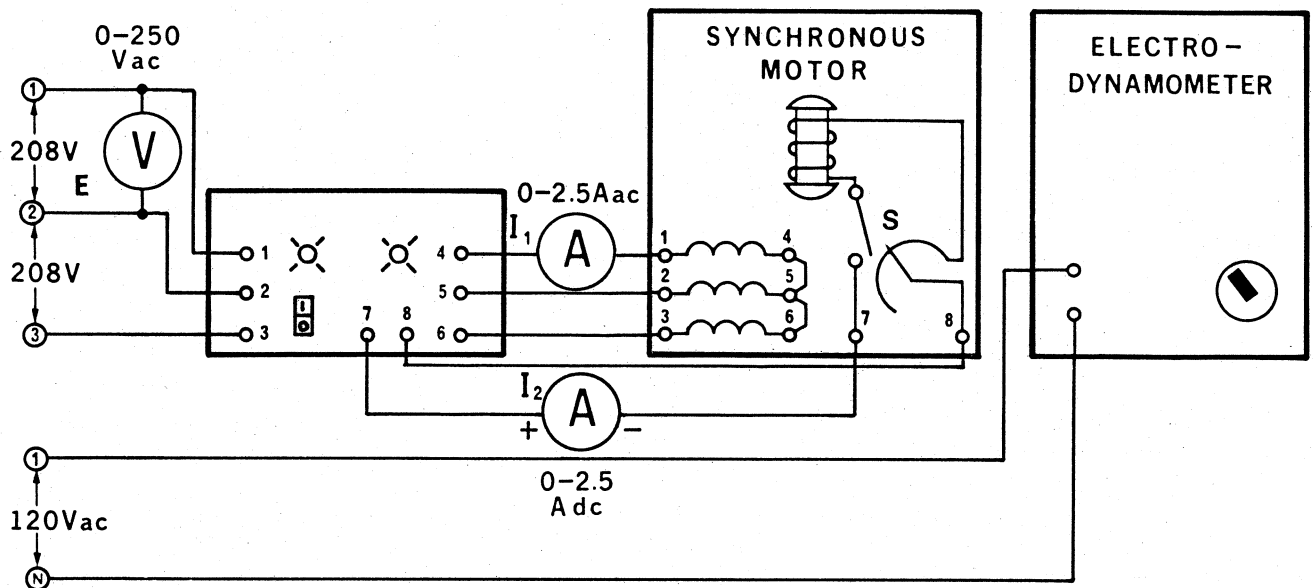 0-250
Vac
1
208V
E
V
2
208V
3
1
2
3
4
5
6
7
8
I
O
0-2.5Aac
I1
A
I2
A
+
-
0-2.5
Adc
SYNCHRONOUS
MOTOR
1
2
3
4
5
6
S
7
8
ELECTRO-
DYNAMOMETER
1
120Vac
N